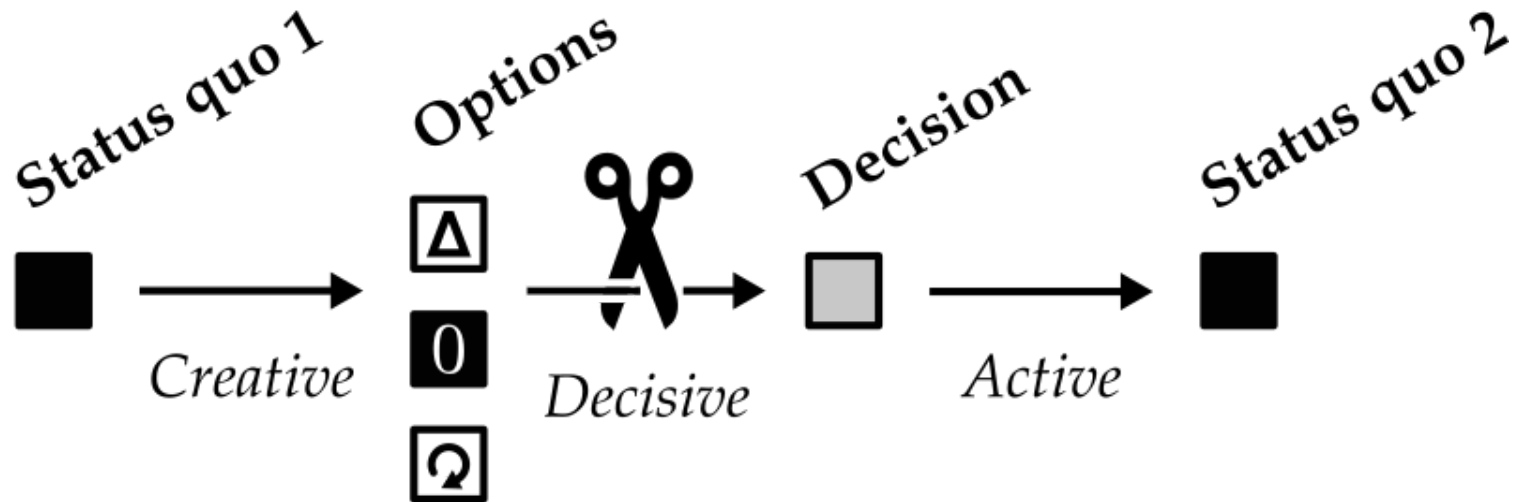 Status quo 1
Options
Decision
Status quo 2
Δ
0
Creative
Decisive
Active